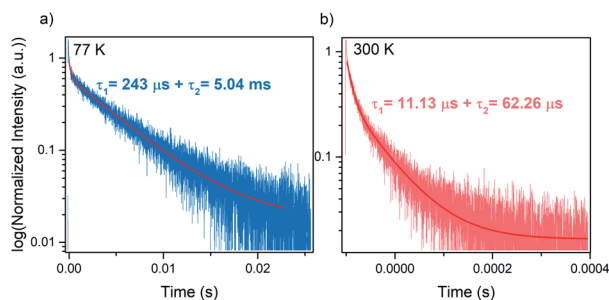 a)
77 K
τ1= 243 μs + τ2= 5.04 ms
log(Normalized Intensity (a.u.))
1
0.1
0.01
0.00 0.01 0.02
Time (s)
b)
300 K
τ1= 11.13 μs + τ2= 62.26 μs
1
0.1
0.0000 0.0002 0.0004
Time (s)